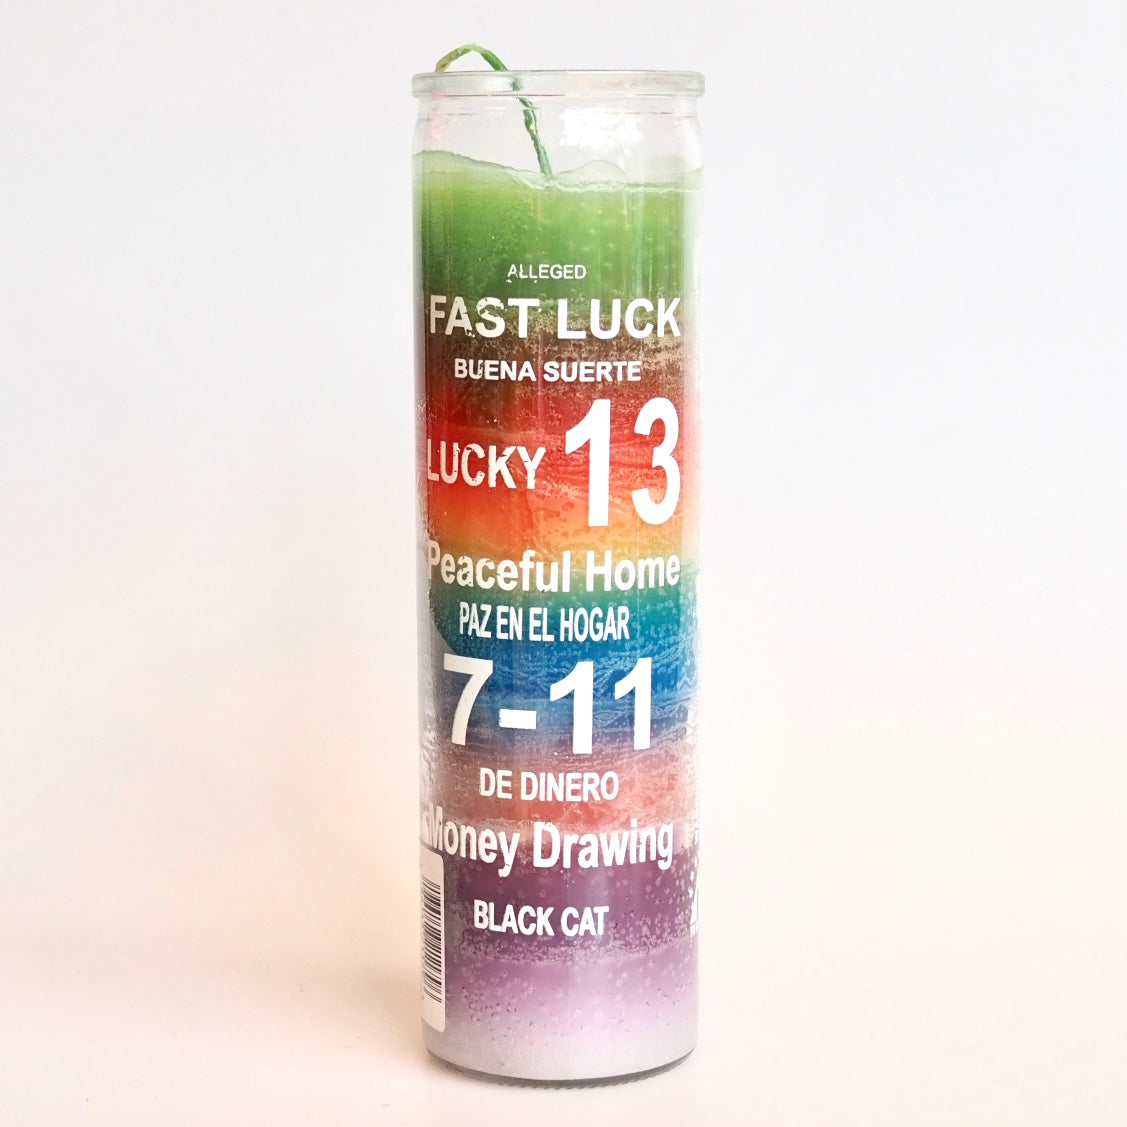 ALLEGED
FAST LUCK
BUENA SUERTE
LUCKY 13
Peaceful Home
PAZ EN EL HOGAR
7-11
DE DINERO
Money Drawing
BLACK CAT